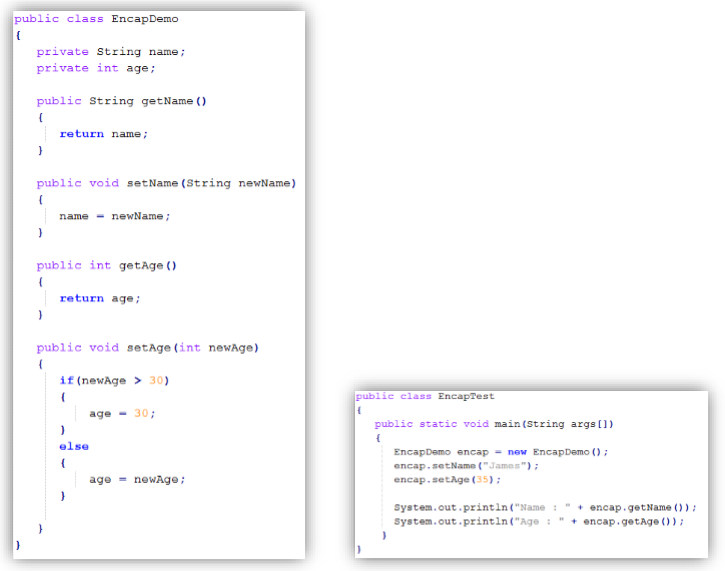 public class EncapDemo
{
private String name;
private int age;
public String getName()
{
return name;
}
public void setName(String newName)
{
name = newName;
}
public int getAge()
{
return age;
}
public void setAge(int newAge)
{
if(newAge > 30)
{
age = 30;
}
else
{
age = newAge;
}
}
}
public class EncapTest
{
public static void main(String args[])
{
EncapDemo encap = new EncapDemo();
encap.setName("James");
encap.setAge(35);
System.out.println("Name : " + encap.getName());
System.out.println("Age : " + encap.getAge());
}
}